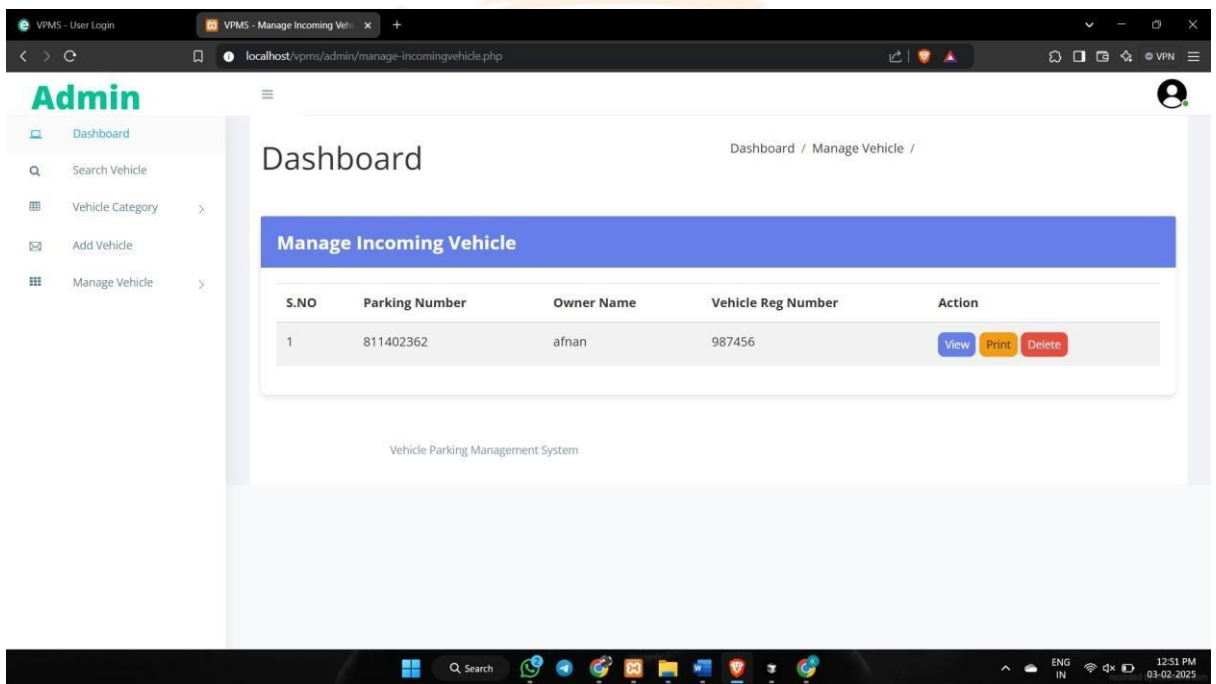 VPMS - User Login
VPMS - Manage Incoming Vehi
localhost/vpms/admin/manage-incomingvehicle.php
VPN
Admin
Dashboard
Search Vehicle
Vehicle Category
Add Vehicle
Manage Vehicle
Dashboard
Dashboard / Manage Vehicle /
Manage Incoming Vehicle
S.NO Parking Number Owner Name Vehicle Reg Number Action
1 811402362 afnan 987456 View Print Delete
Vehicle Parking Management System
Search
ENG
IN
12:51 PM
03-02-2025